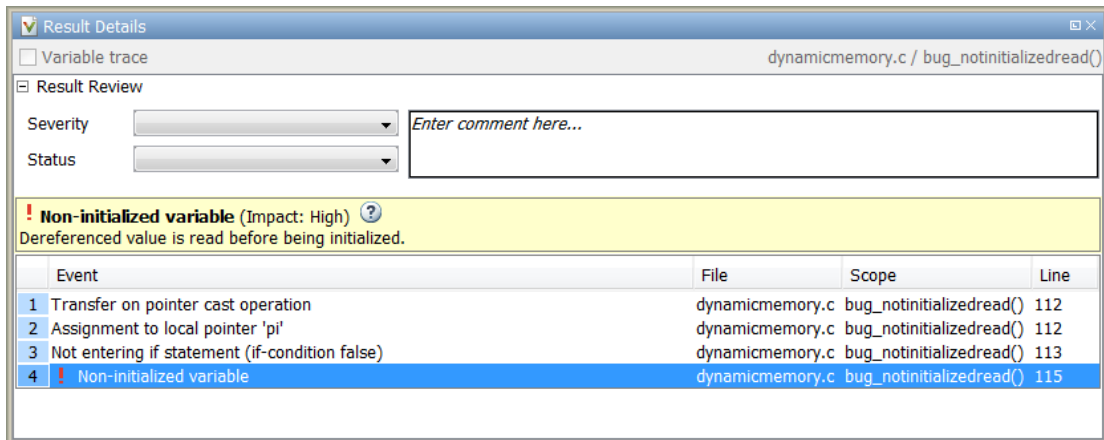 Result Details
Variable trace dynamicmemory.c / bug_notinitializedread()
Result Review
Severity
Enter comment here...
Status
! Non-initialized variable (Impact: High) ?
Dereferenced value is read before being initialized.
Event File Scope Line
1 Transfer on pointer cast operation dynamicmemory.c bug_notinitializedread() 112
2 Assignment to local pointer 'pi' dynamicmemory.c bug_notinitializedread() 112
3 Not entering if statement (if-condition false) dynamicmemory.c bug_notinitializedread() 113
4 ! Non-initialized variable dynamicmemory.c bug_notinitializedread() 115